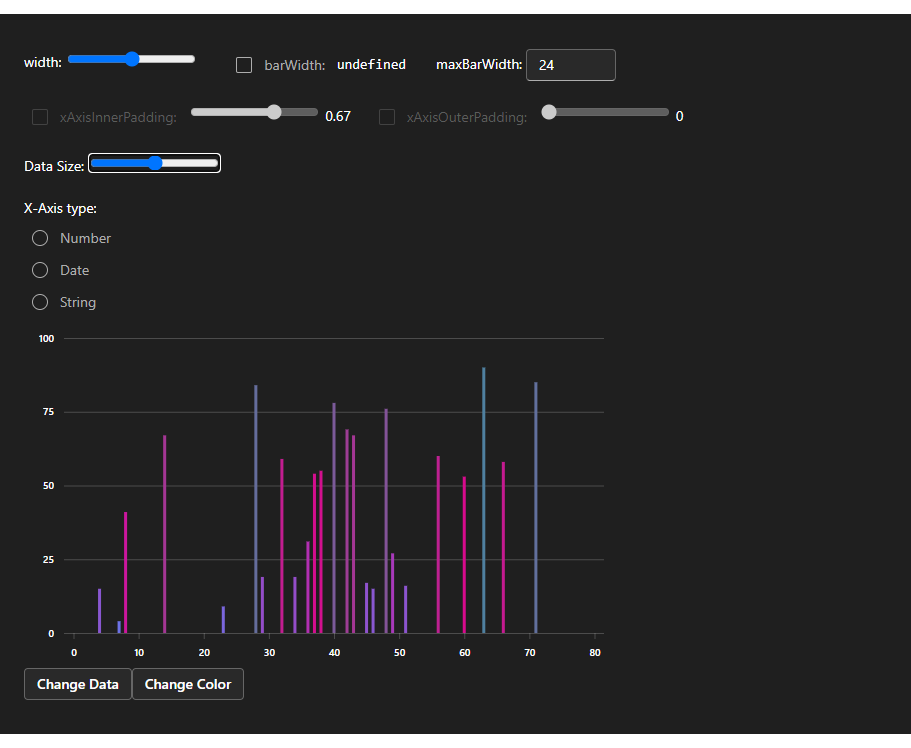 width: barWidth: undefined maxBarWidth: 24
xAxisInnerPadding: 0.67 xAxisOuterPadding: 0
Data Size:
X-Axis type:
Number
Date
String
100
75
50
25
0
0 10 20 30 40 50 60 70 80
Change Data Change Color